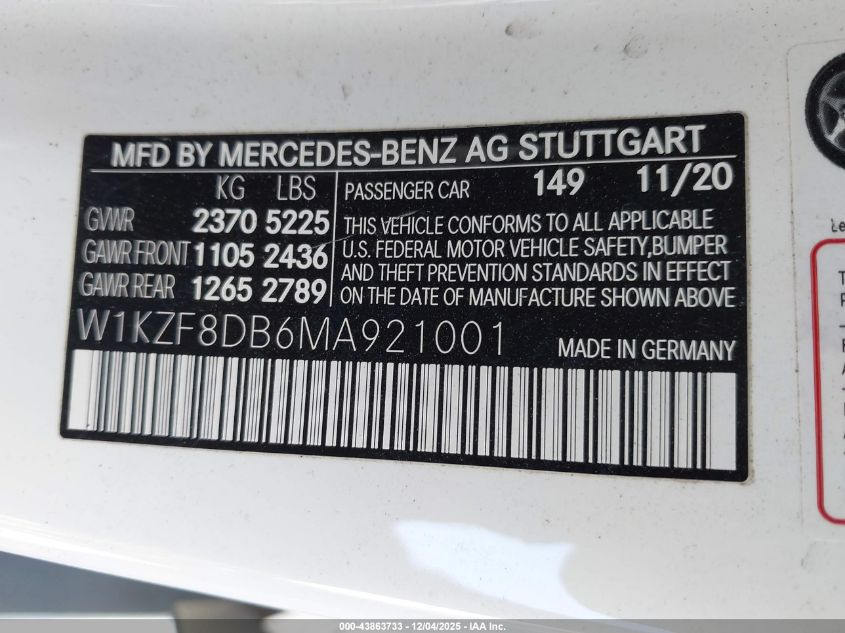 MFD BY MERCEDES-BENZ AG STUTTGART
KG LBS
GVWR 2370 5225
GAWR FRONT 1105 2436
GAWR REAR 1265 2789
PASSENGER CAR 149 11/20
THIS VEHICLE CONFORMS TO ALL APPLICABLE
U.S. FEDERAL MOTOR VEHICLE SAFETY,BUMPER
AND THEFT PREVENTION STANDARDS IN EFFECT
ON THE DATE OF MANUFACTURE SHOWN ABOVE
W1KZF8DB6MA921001
MADE IN GERMANY
000-43863733 - 12/04/2025 - IAA Inc.